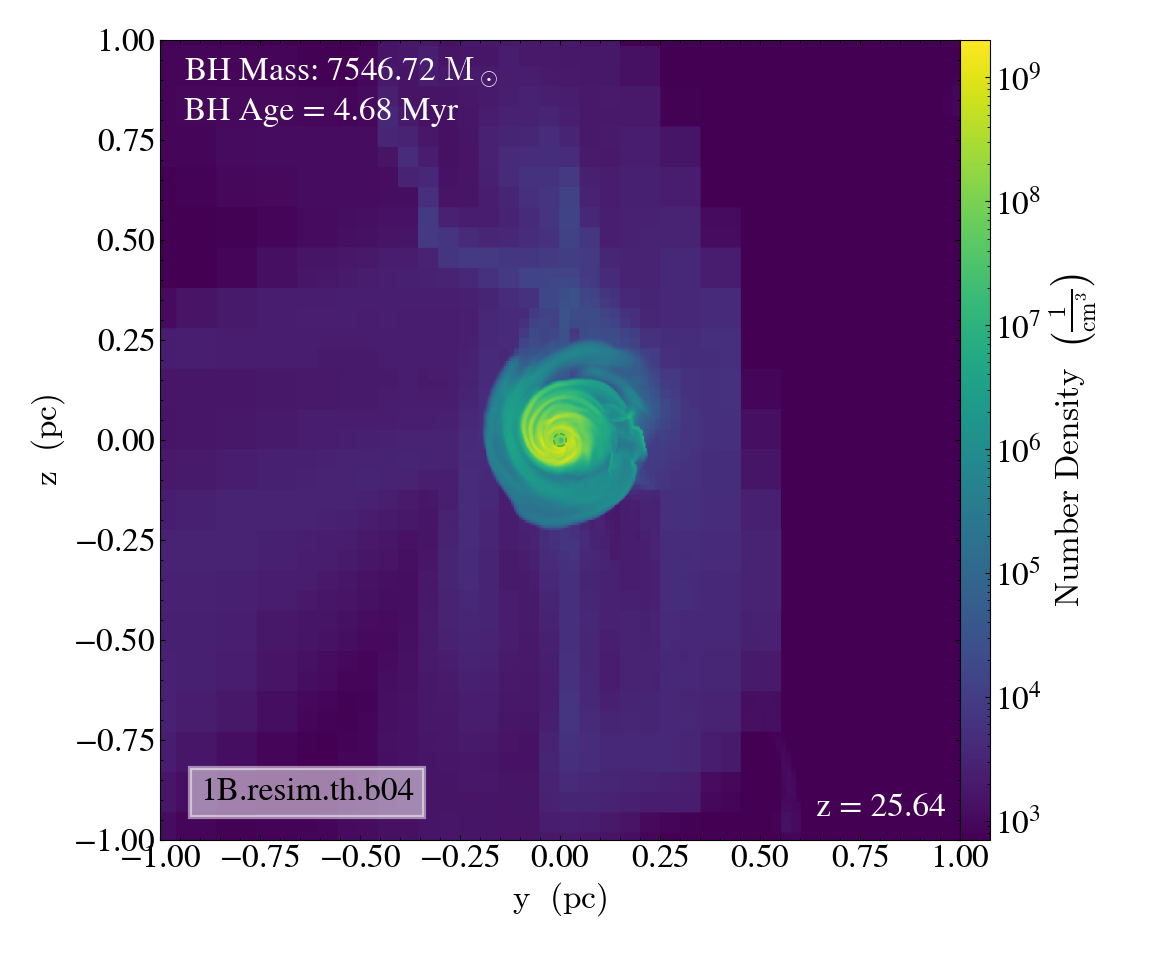 BH Mass: 7546.72 M⊙
BH Age = 4.68 Myr
1.00
0.75
0.50
0.25
0.00
−0.25
−0.50
−0.75
−1.00
z (pc)
1B.resim.th.b04
z = 25.64
−1.00 −0.75 −0.50 −0.25 0.00 0.25 0.50 0.75 1.00
y (pc)
10⁹
10⁸
10⁷
10⁶
10⁵
10⁴
10³
Number Density (1/cm³)